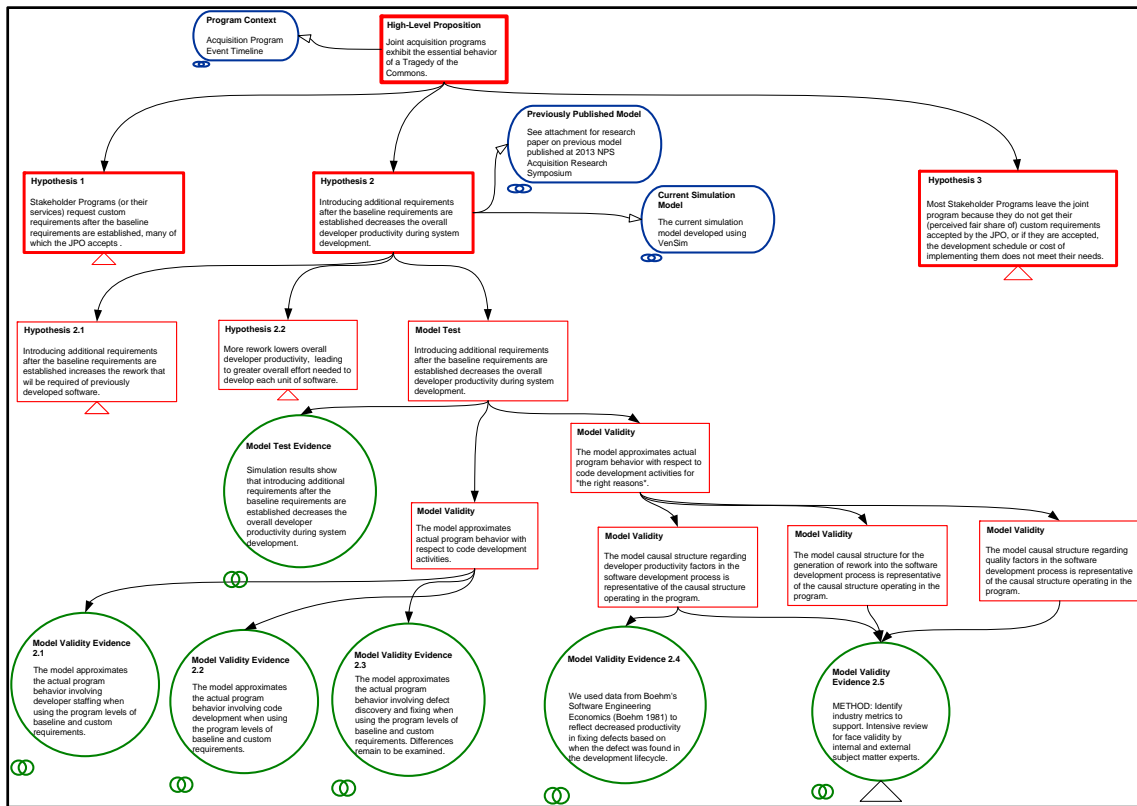 Program Context
Acquisition Program
Event Timeline
High-Level Proposition
Joint acquisition programs
exhibit the essential behavior
of a Tragedy of the
Commons.
Previously Published Model
See attachment for research
paper on previous model
published at 2013 NPS
Acquisition Research
Symposium
Hypothesis 1
Stakeholder Programs (or their
services) request custom
requirements after the baseline
requirements are established, many
of which the JPO accepts .
Hypothesis 2
Introducing additional requirements
after the baseline requirements are
established decreases the overall
developer productivity during system
development.
Current Simulation
Model
The current simulation
model developed using
VenSim
Hypothesis 3
Most Stakeholder Programs leave the joint
program because they do not get their
(perceived fair share of) custom requirements
accepted by the JPO, or if they are accepted,
the development schedule or cost of
implementing them does not meet their needs.
Hypothesis 2.1
Introducing additional requirements
after the baseline requirements are
established increases the rework that
wil be required of previously
developed software.
Hypothesis 2.2
More rework lowers overall
developer productivity, leading
to greater overall effort needed to
develop each unit of software.
Model Test
Introducing additional requirements
after the baseline requirements are
established decreases the overall
developer productivity during system
development.
Model Test Evidence
Simulation results show
that introducing additional
requirements after the
baseline requirements are
established decreases the
overall developer
productivity during system
development.
Model Validity
The model approximates actual
program behavior with respect to
code development activities for
"the right reasons".
Model Validity
The model approximates
actual program behavior with
respect to code development
activities.
Model Validity
The model causal structure regarding
developer productivity factors in the
software development process is
representative of the causal structure
operating in the program.
Model Validity
The model causal structure for the
generation of rework into the software
development process is representative
of the causal structure operating in the
program.
Model Validity
The model causal structure regarding
quality factors in the software
development process is representative
of the causal structure operating in the
program.
Model Validity Evidence
2.1
The model approximates
the actual program
behavior involving
developer staffing when
using the program levels of
baseline and custom
requirements.
Model Validity Evidence
2.2
The model approximates
the actual program
behavior involving code
development when using
the program levels of
baseline and custom
requirements.
Model Validity Evidence
2.3
The model approximates
the actual program
behavior involving defect
discovery and fixing when
using the program levels of
baseline and custom
requirements. Differences
remain to be examined.
Model Validity Evidence 2.4
We used data from Boehm's
Software Engineering
Economics (Boehm 1981) to
reflect decreased productivity
in fixing defects based on
when the defect was found in
the development lifecycle.
Model Validity
Evidence 2.5
METHOD: Identify
industry metrics to
support. Intensive review
for face validity by
internal and external
subject matter experts.